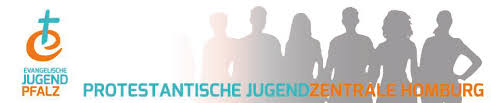 EVANGELISCHE
JUGEND
PFALZ
PROTESTANTISCHE JUGENDZENTRALE HOMBURG